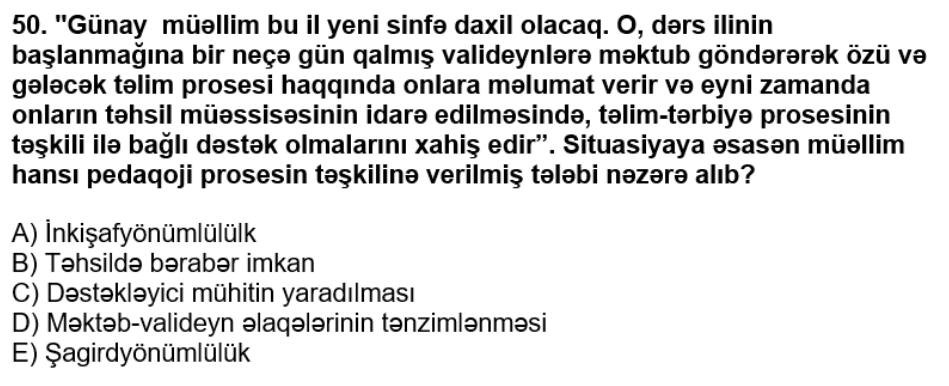 50. "Günay  müəllim bu il yeni sinfə daxil olacaq. O, dərs ilinin
başlanmağına bir neçə gün qalmış valideynlərə məktub göndərərək özü və
gələcək təlim prosesi haqqında onlara məlumat verir və eyni zamanda
onların təhsil müəssisəsinin idarə edilməsində, təlim-tərbiyə prosesinin
təşkili ilə bağlı dəstək olmalarını xahiş edir”. Situasiyaya əsasən müəllim
hansı pedaqoji prosesin təşkilinə verilmiş tələbi nəzərə alıb?
A) İnkişafyönümlülülk
B) Təhsildə bərabər imkan
C) Dəstəkləyici mühitin yaradılması
D) Məktəb-valideyn əlaqələrinin tənzimlənməsi
E) Şagirdyönümlülük